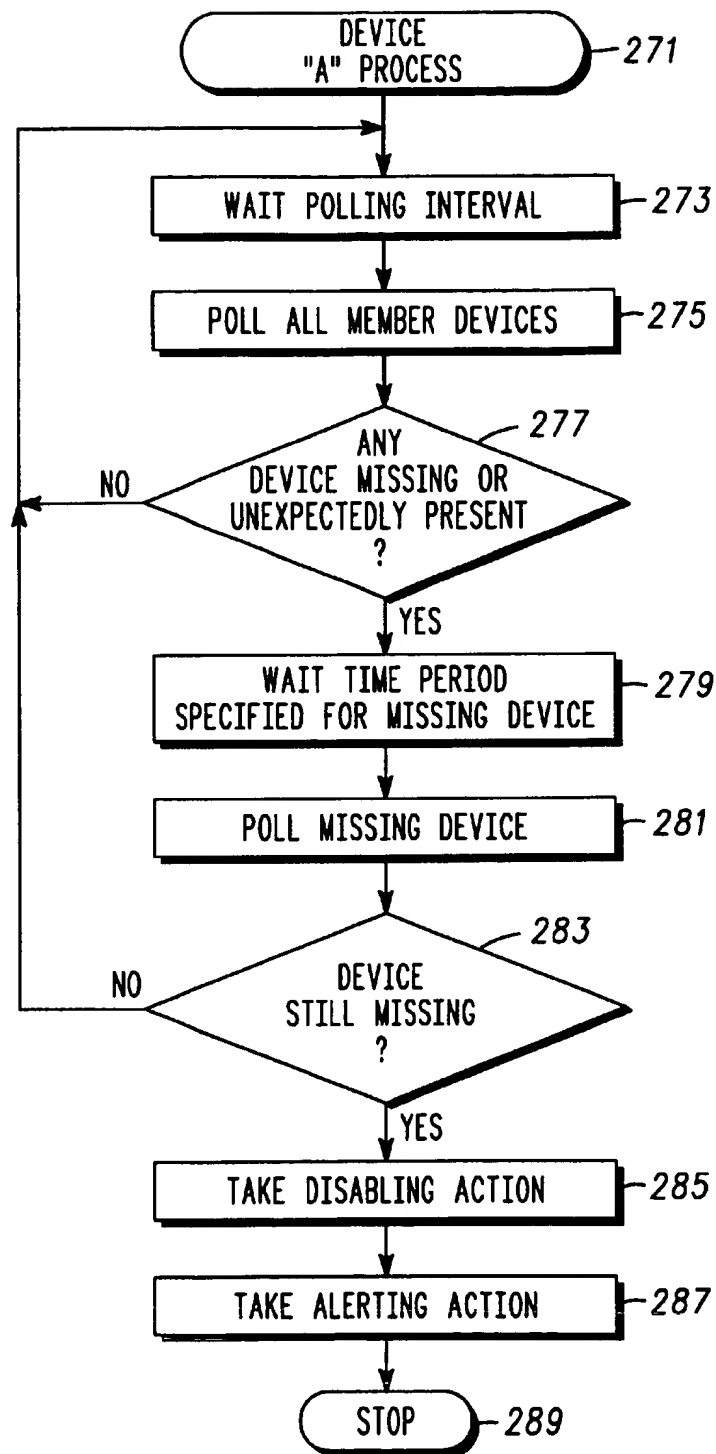 DEVICE
"A" PROCESS
271
WAIT POLLING INTERVAL
273
POLL ALL MEMBER DEVICES
275
277
ANY
DEVICE MISSING OR
UNEXPECTEDLY PRESENT
?
NO
YES
WAIT TIME PERIOD
SPECIFIED FOR MISSING DEVICE
279
POLL MISSING DEVICE
281
283
DEVICE
STILL MISSING
?
NO
YES
TAKE DISABLING ACTION
285
TAKE ALERTING ACTION
287
STOP
289